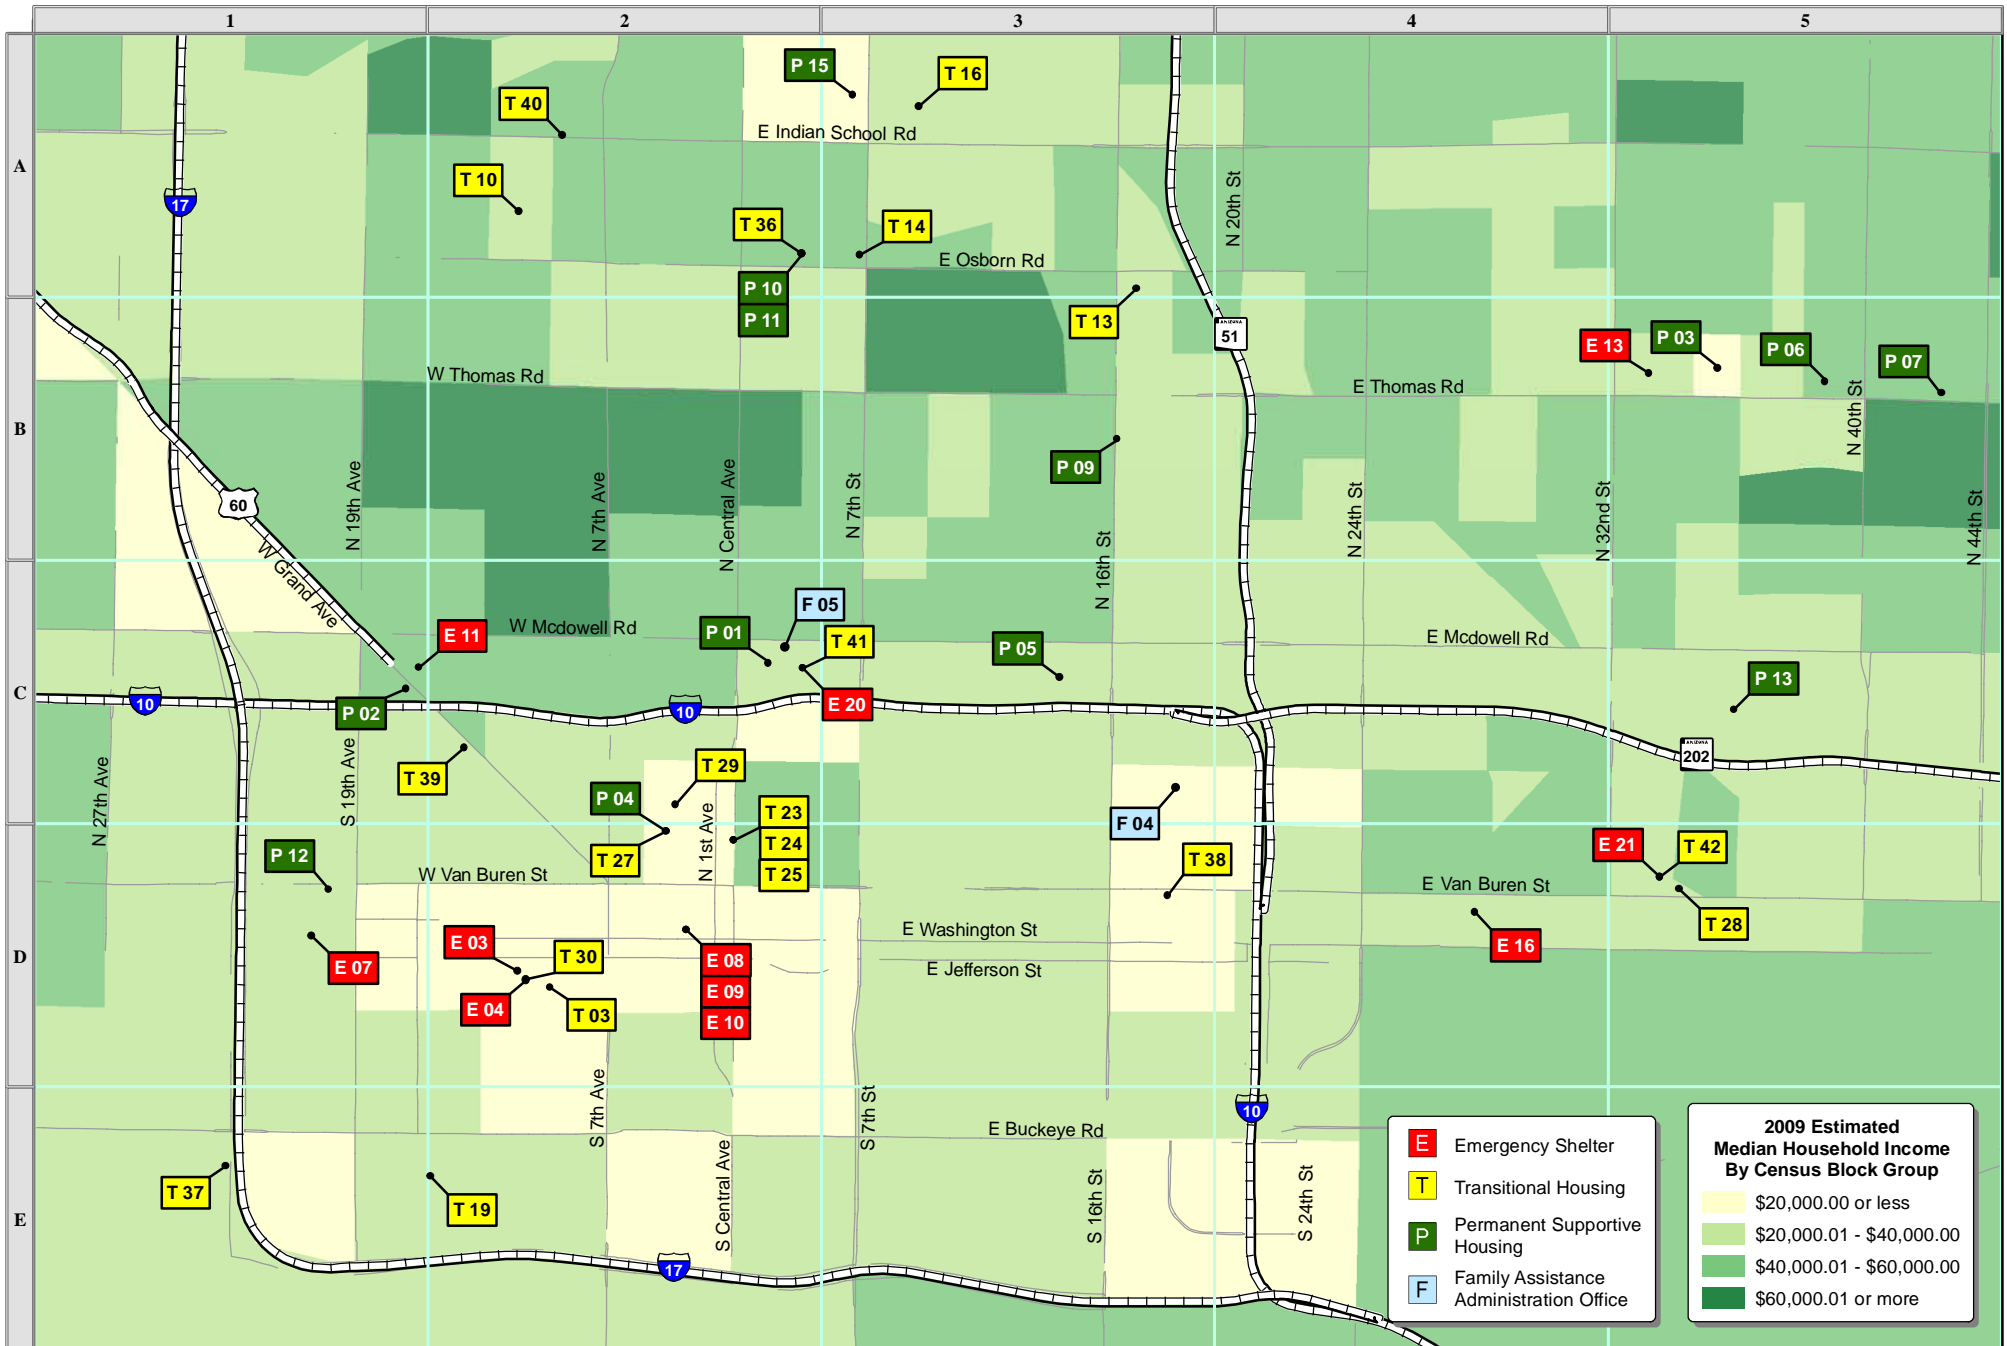 1
2
3
4
5
A
B
C
D
E
P 15
T 16
T 40
E Indian School Rd
T 10
17
N 20th St
T 36
T 14
E Osborn Rd
P 10
P 11
T 13
ARIZONA
51
E 13
P 03
P 06
P 07
W Thomas Rd
E Thomas Rd
N 40th St
P 09
60
N 19th Ave
N 7th Ave
N Central Ave
N 7th St
N 16th St
N 24th St
N 32nd St
N 44th St
W Grand Ave
F 05
E 11
W Mcdowell Rd
P 01
T 41
P 05
E Mcdowell Rd
P 13
10
P 02
10
E 20
ARIZONA
202
T 39
T 29
N 27th Ave
S 19th Ave
P 04
N 1st Ave
T 23
T 24
T 25
F 04
T 27
T 38
E 21
T 42
P 12
W Van Buren St
E Van Buren St
T 28
E 03
T 30
E 08
E 09
E 10
E Washington St
E 16
E 07
E Jefferson St
E 04
T 03
S 7th Ave
S 7th St
E Buckeye Rd
10
T 37
T 19
S Central Ave
S 16th St
S 24th St
17
E Emergency Shelter
T Transitional Housing
P Permanent Supportive
Housing
F Family Assistance
Administration Office
2009 Estimated
Median Household Income
By Census Block Group
$20,000.00 or less
$20,000.01 - $40,000.00
$40,000.01 - $60,000.00
$60,000.01 or more